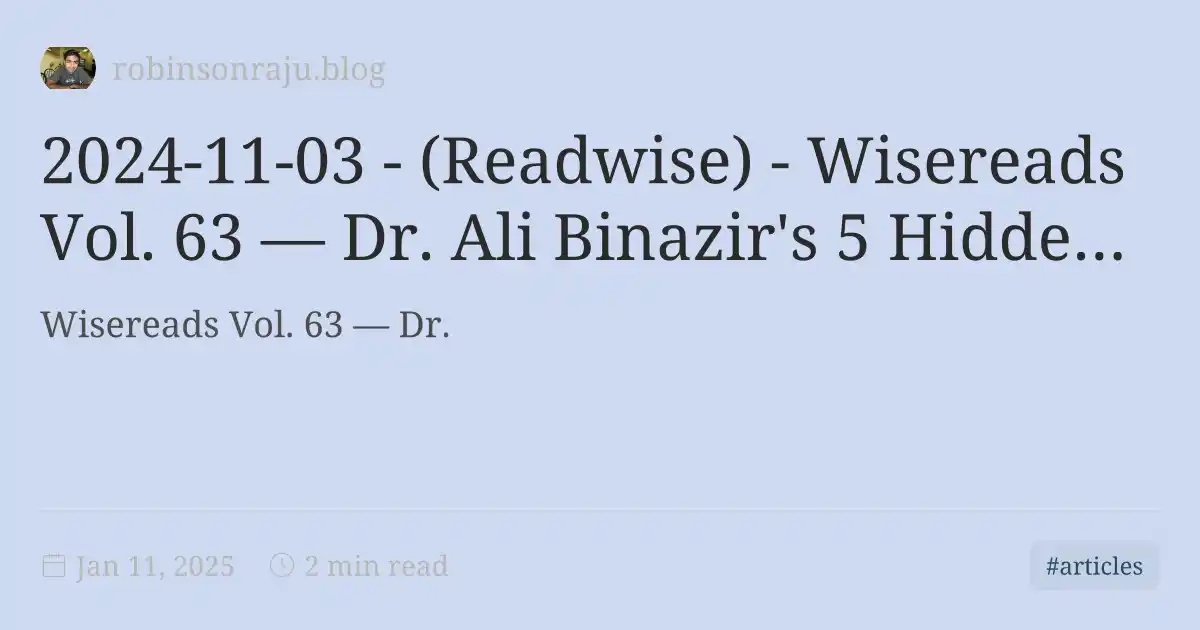 robinsonraju.blog
2024-11-03 - (Readwise) - Wisereads
Vol. 63 — Dr. Ali Binazir's 5 Hidde...
Wisereads Vol. 63 — Dr.
Jan 11, 2025 2 min read
#articles